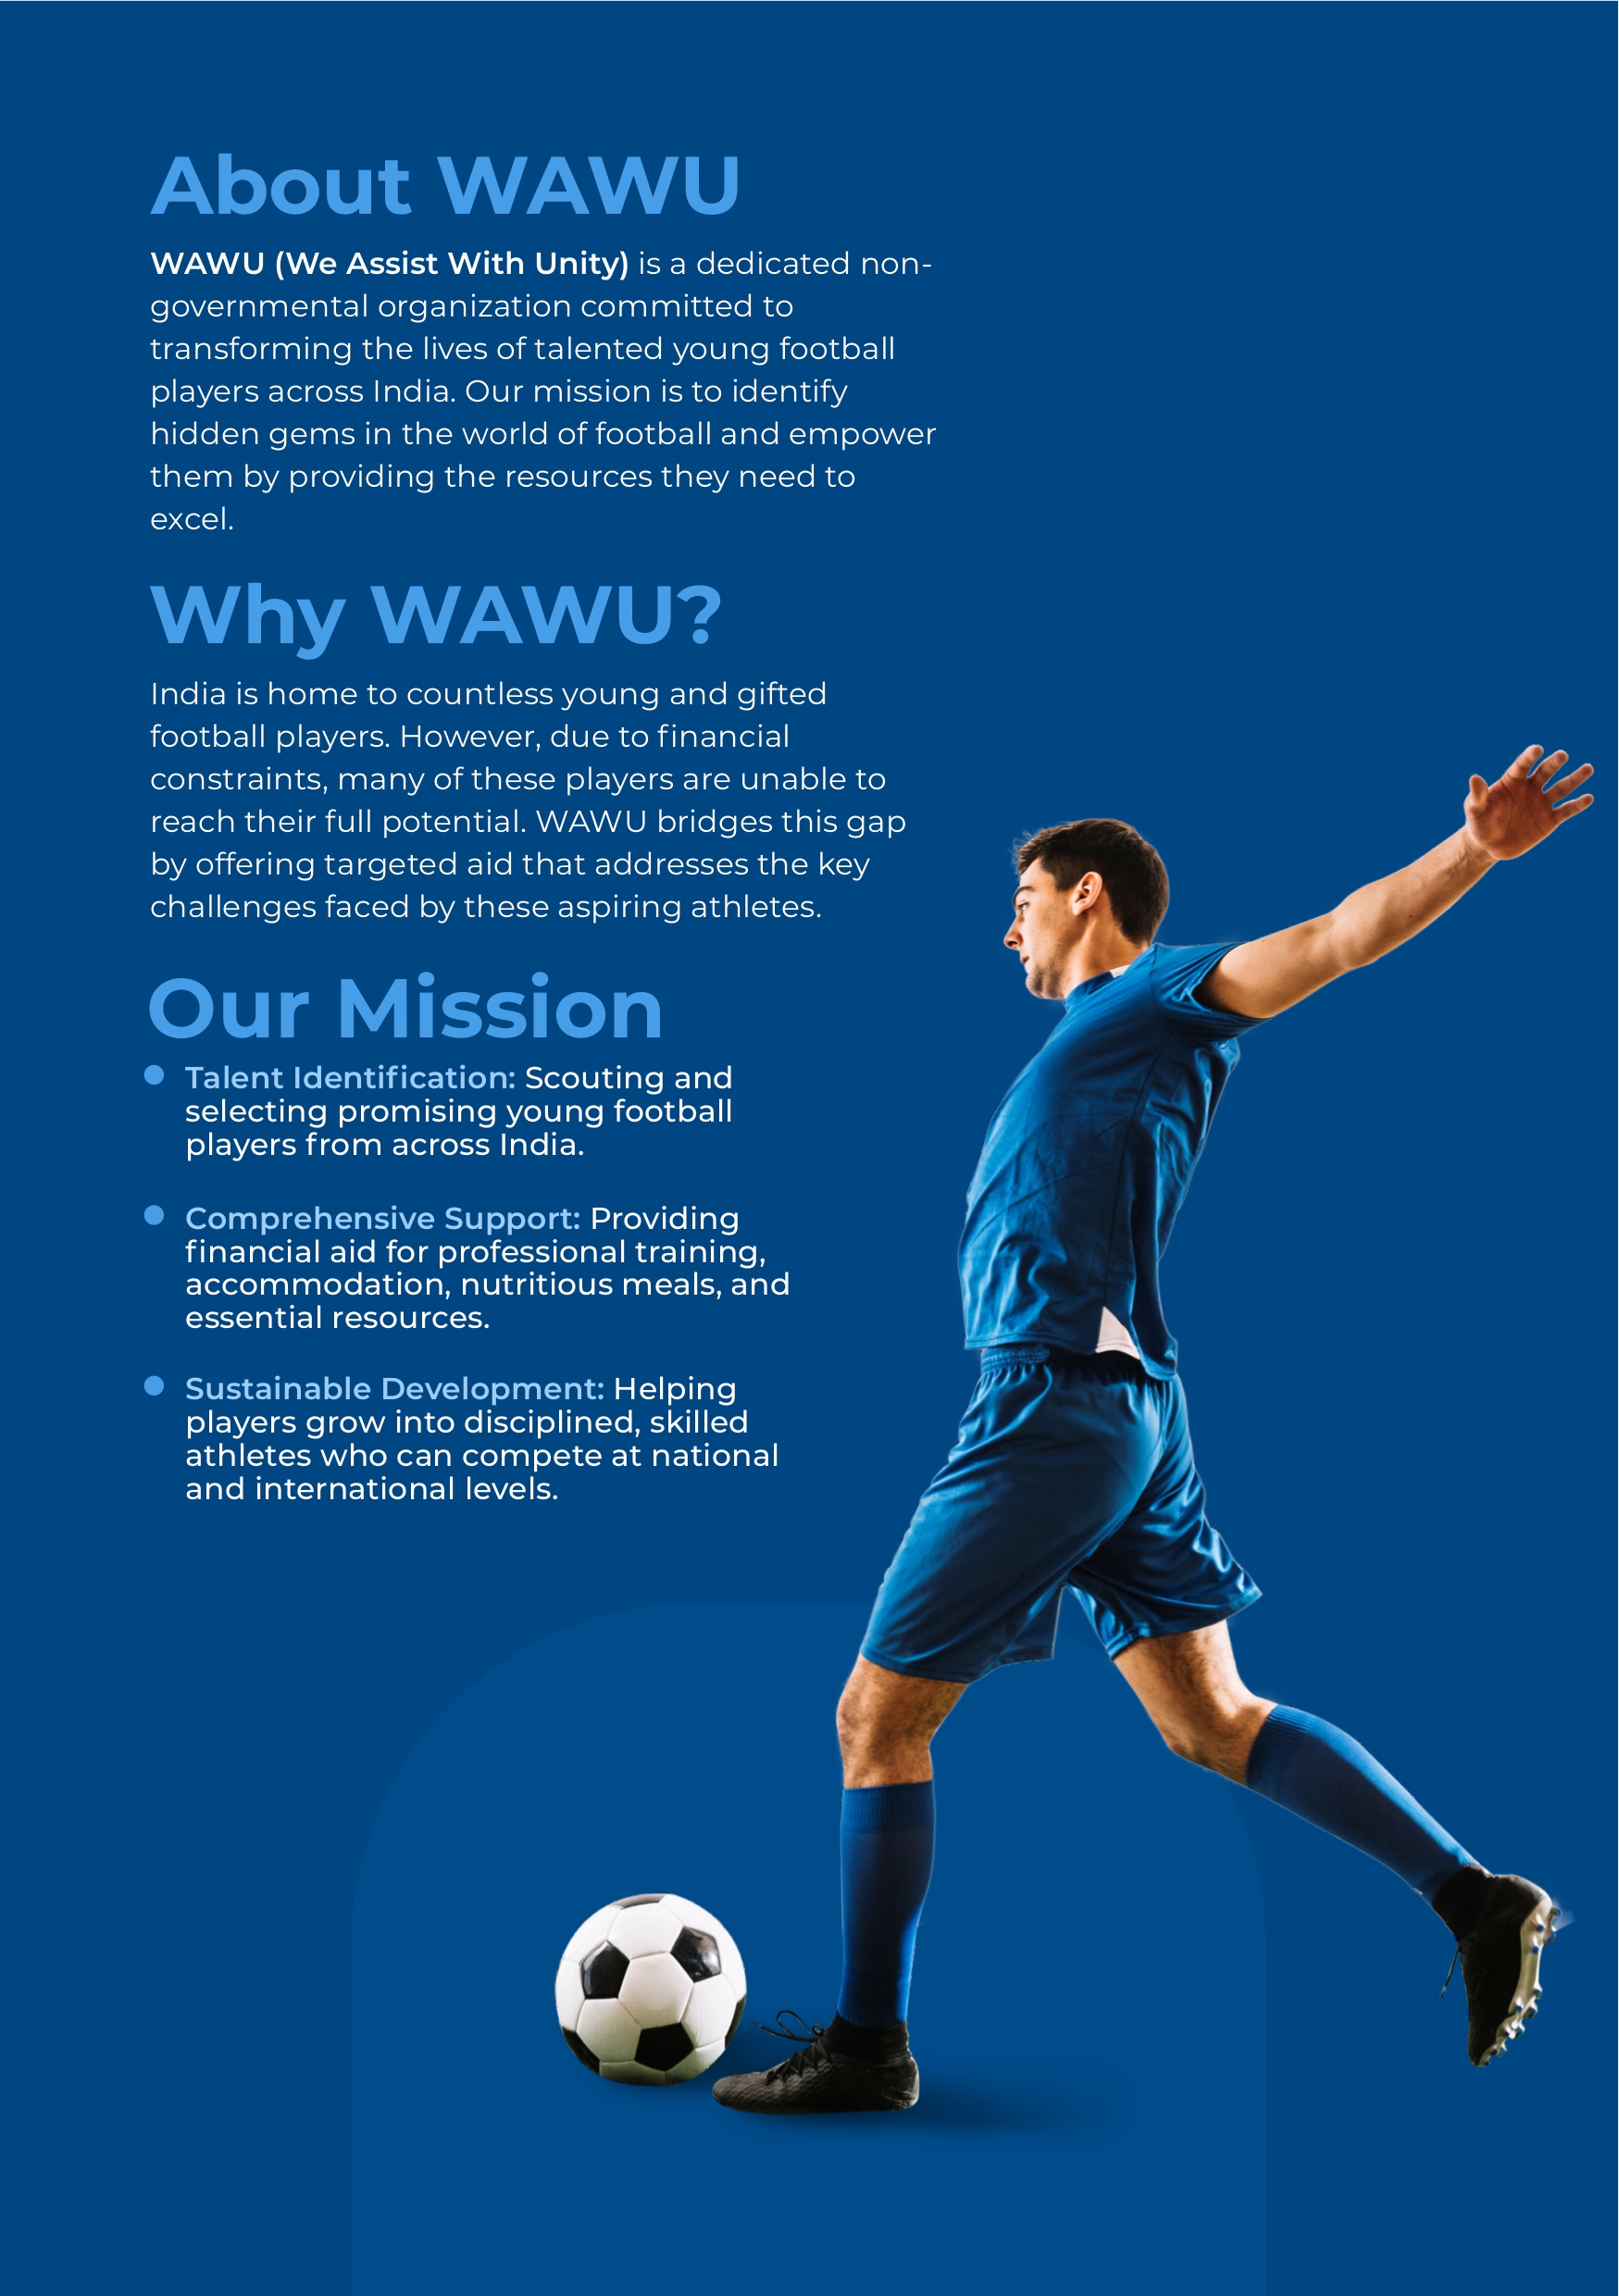 About WAWU
WAWU (We Assist With Unity) is a dedicated non-
governmental organization committed to
transforming the lives of talented young football
players across India. Our mission is to identify
hidden gems in the world of football and empower
them by providing the resources they need to
excel.
Why WAWU?
India is home to countless young and gifted
football players. However, due to financial
constraints, many of these players are unable to
reach their full potential. WAWU bridges this gap
by offering targeted aid that addresses the key
challenges faced by these aspiring athletes.
Our Mission
Talent Identification: Scouting and
selecting promising young football
players from across India.
Comprehensive Support: Providing
financial aid for professional training,
accommodation, nutritious meals, and
essential resources.
Sustainable Development: Helping
players grow into disciplined, skilled
athletes who can compete at national
and international levels.